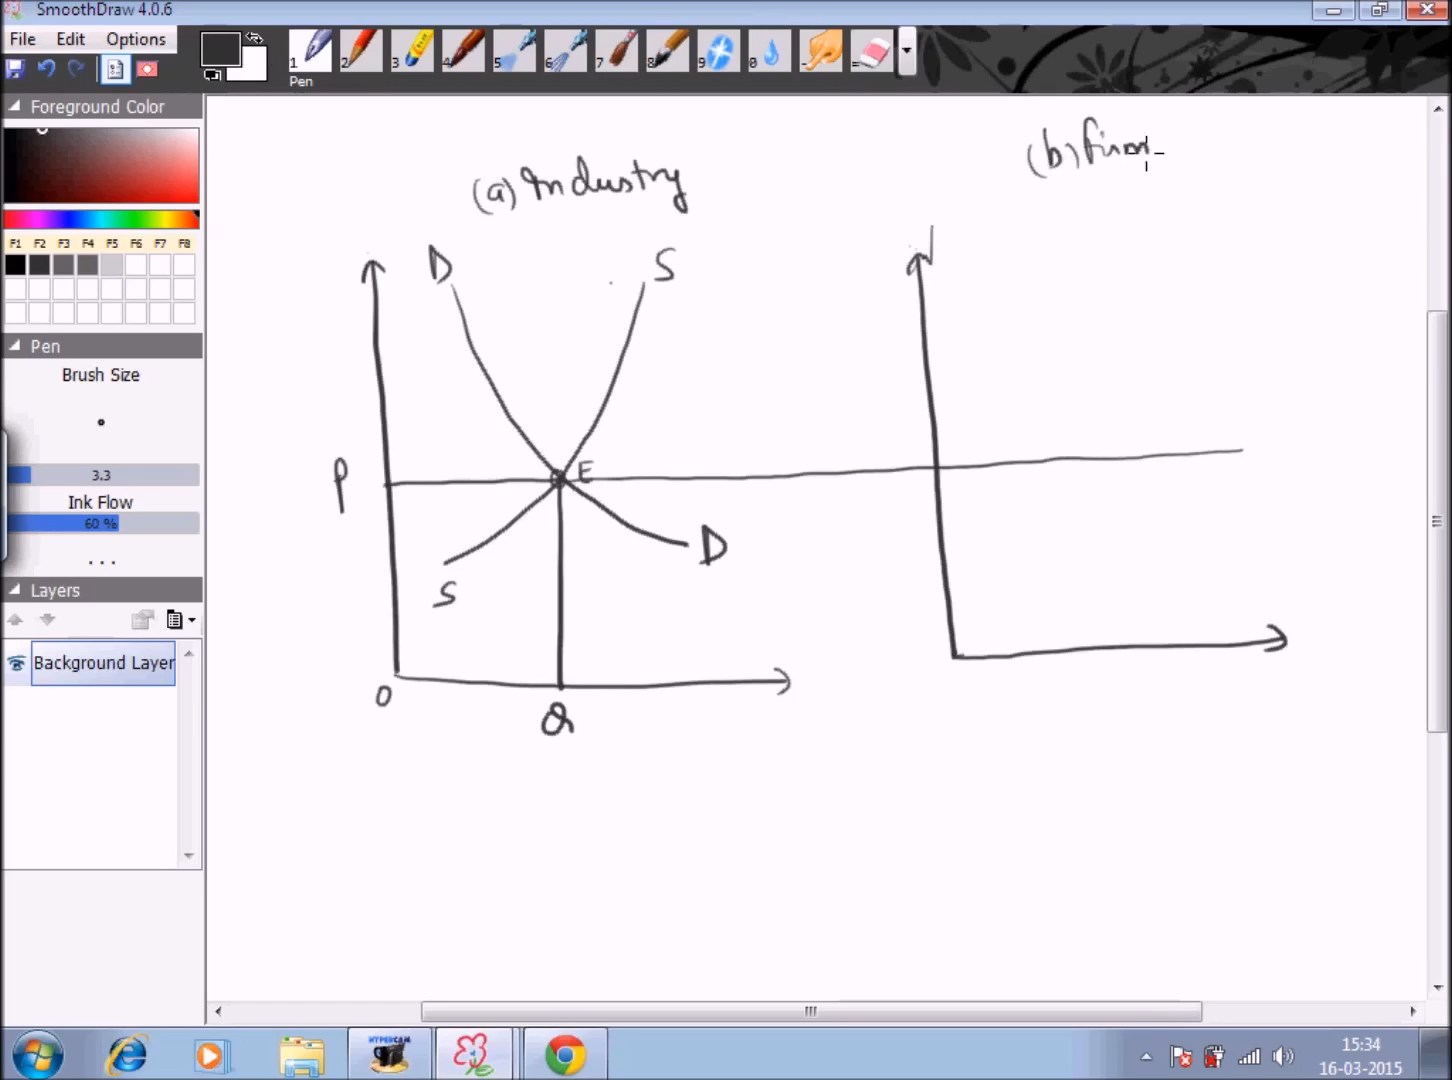 SmoothDraw 4.0.6
File Edit Options
1 2 3 4 5 6 7 8 9 0 - =
Pen
Foreground Color
F1 F2 F3 F4 F5 F6 F7 F8
Pen
Brush Size
3.3
Ink Flow
60 %
...
Layers
Background Layer
(a) Industry
(b) Firm
D S
P E
D
S
O
Q
HYPERCAM
15:34
16-03-2015